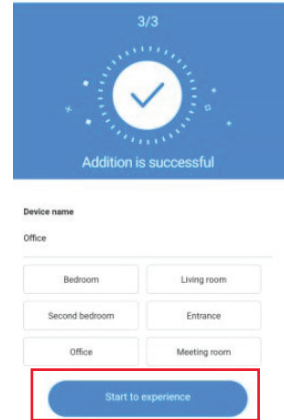 3/3
Addition is successful
Device name
Office
Bedroom
Living room
Second bedroom
Entrance
Office
Meeting room
Start to experience